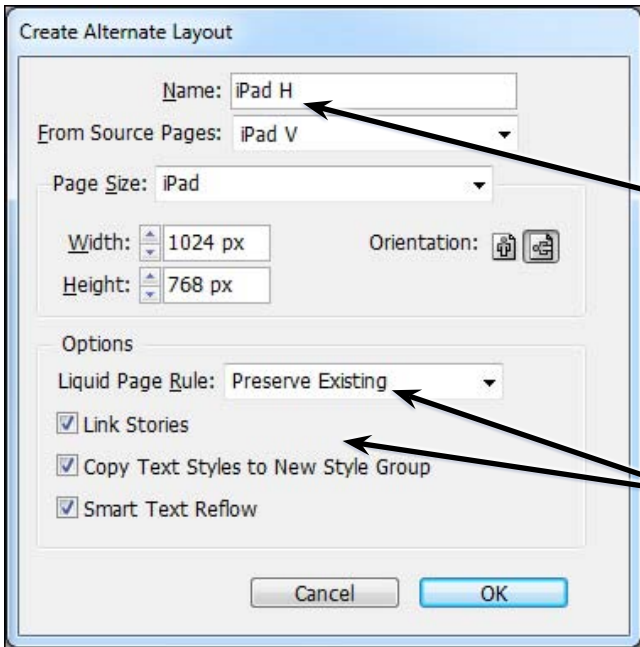 Create Alternate Layout
Name: iPad H
From Source Pages: iPad V
Page Size: iPad
Width: 1024 px
Orientation:
Height: 768 px
Options
Liquid Page Rule: Preserve Existing
Link Stories
Copy Text Styles to New Style Group
Smart Text Reflow
Cancel
OK